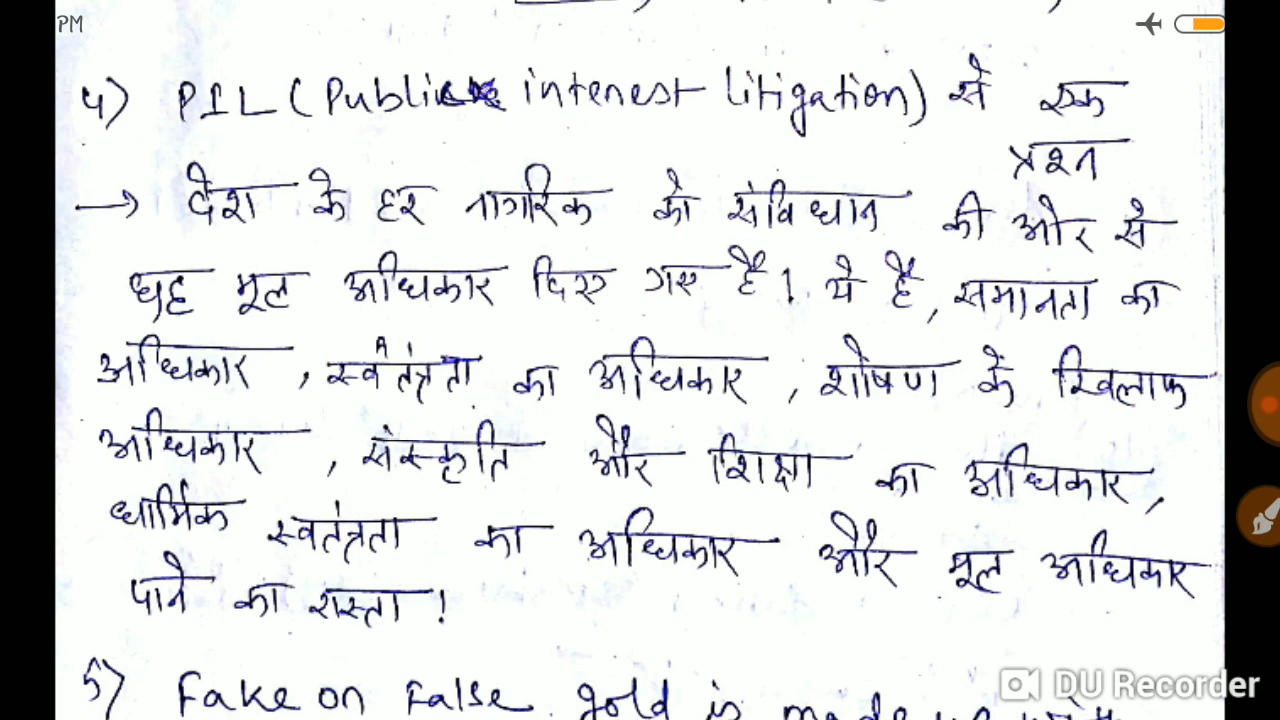 PM
4) PIL (Public interest litigation) से एक
प्रश्न
→ देश के हर नागरिक को संविधान की ओर से
छह मूल अधिकार दिए गए हैं। ये हैं, समानता का
अधिकार, स्वतंत्रता का अधिकार, शोषण के खिलाफ
अधिकार, संस्कृति और शिक्षा का अधिकार,
धार्मिक स्वतंत्रता का अधिकार और मूल अधिकार
पाने का रास्ता!
5) Fake on False gold is made
DU Recorder